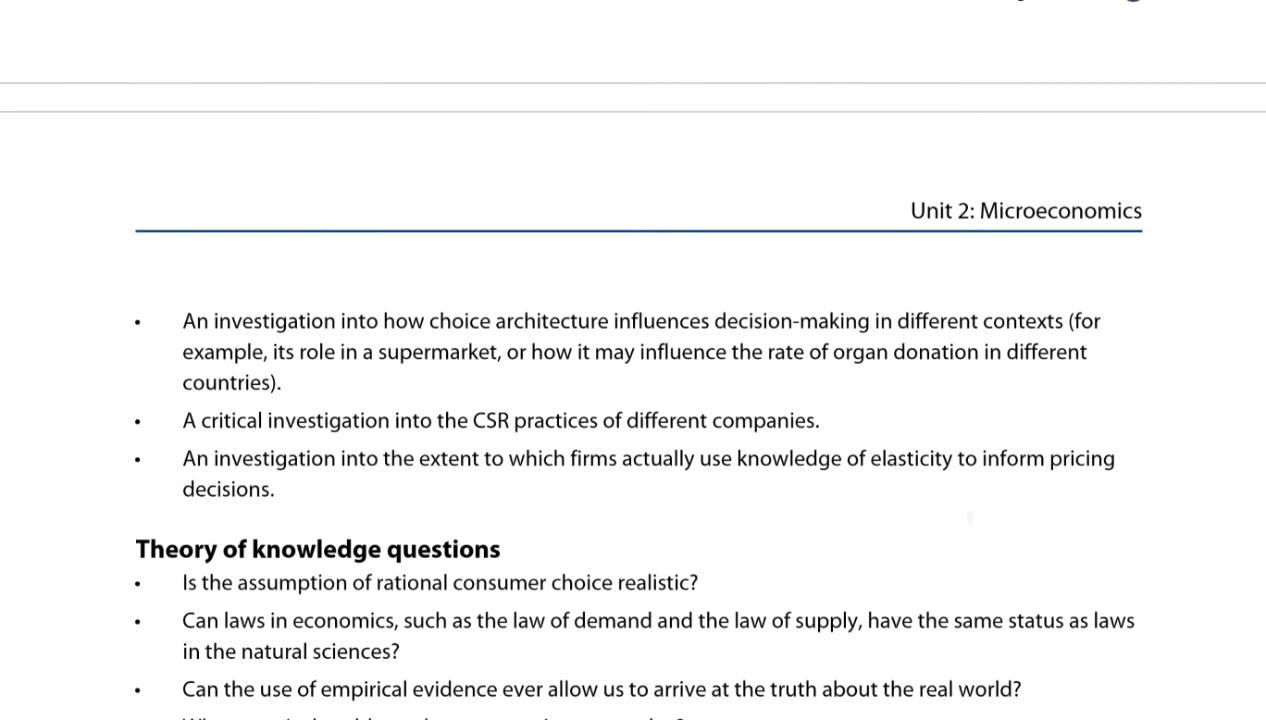 Unit 2: Microeconomics
• An investigation into how choice architecture influences decision-making in different contexts (for
example, its role in a supermarket, or how it may influence the rate of organ donation in different
countries).
• A critical investigation into the CSR practices of different companies.
• An investigation into the extent to which firms actually use knowledge of elasticity to inform pricing
decisions.
Theory of knowledge questions
• Is the assumption of rational consumer choice realistic?
• Can laws in economics, such as the law of demand and the law of supply, have the same status as laws
in the natural sciences?
• Can the use of empirical evidence ever allow us to arrive at the truth about the real world?